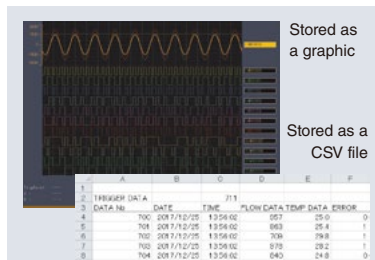 Stored as
a graphic
Stored as a
CSV file
A B C D E F
1
2 TRIGGER DATA 711
3 DATA No. DATE TIME FLOW DATA TEMP DATA ERROR
4 700 2017/12/25 13:56:02 857 25.0 0
5 701 2017/12/25 13:56:02 863 25.4 1
6 702 2017/12/25 13:56:02 709 29.8 1
7 703 2017/12/25 13:56:02 878 28.2 1
8 704 2017/12/25 13:56:02 840 24.8 0